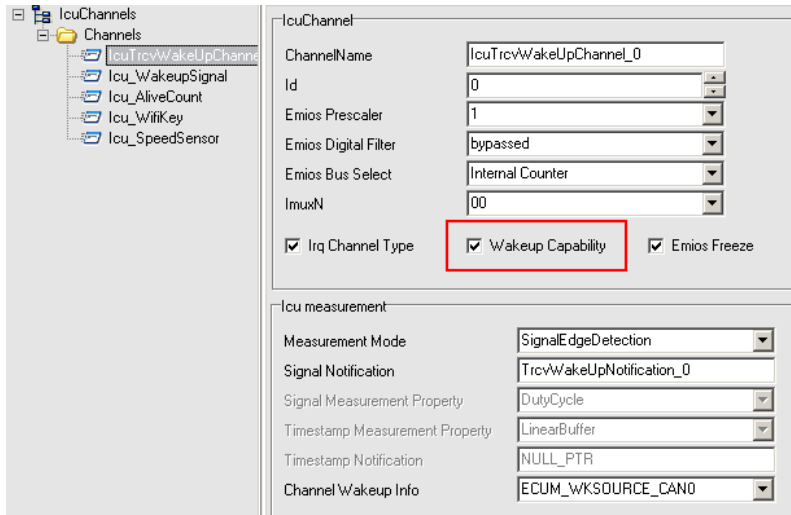 IcuChannels
Channels
IcuTrcvWakeUpChanne
Icu_WakeupSignal
Icu_AliveCount
Icu_WifiKey
Icu_SpeedSensor
IcuChannel
ChannelName IcuTrcvWakeUpChannel_0
Id 0
Emios Prescaler 1
Emios Digital Filter bypassed
Emios Bus Select Internal Counter
ImuxN 00
Irq Channel Type Wakeup Capability Emios Freeze
Icu measurement
Measurement Mode SignalEdgeDetection
Signal Notification TrcvWakeUpNotification_0
Signal Measurement Property DutyCycle
Timestamp Measurement Property LinearBuffer
Timestamp Notification NULL_PTR
Channel Wakeup Info ECUM_WKSOURCE_CAN0